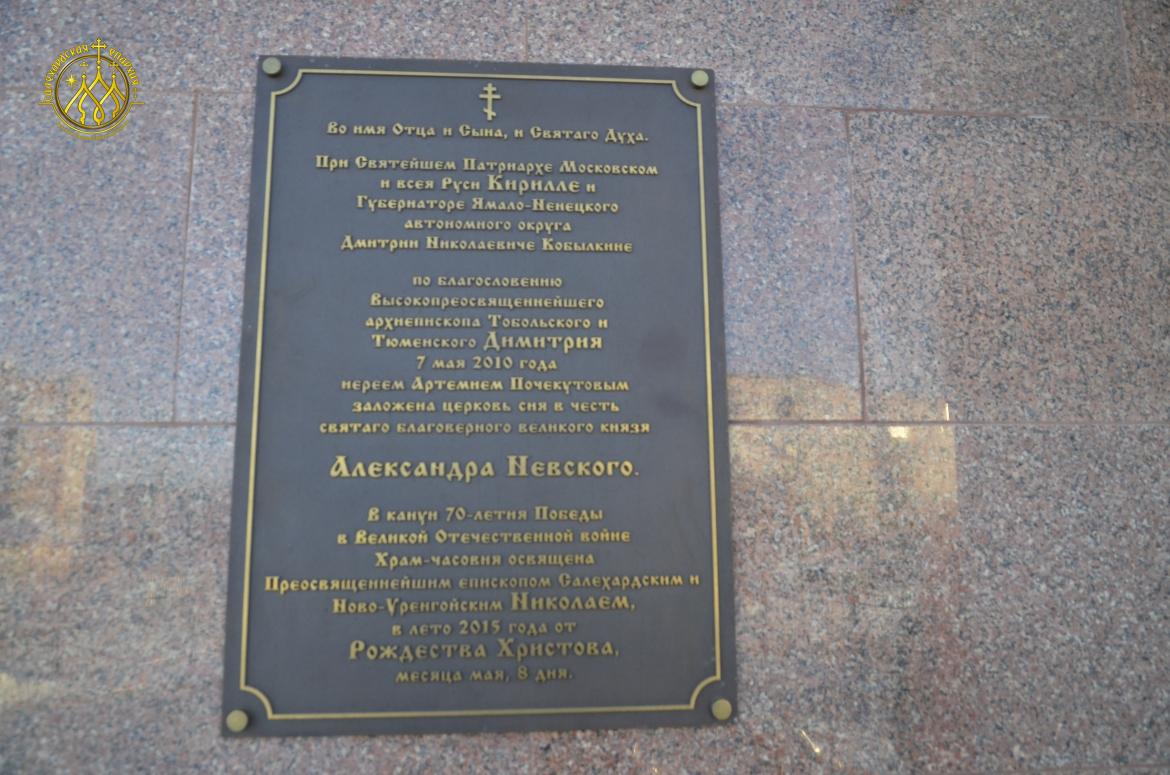 Салехардская епархия
Во имя Отца и Сына, и Святаго Духа.
При Святейшем Патриархе Московском
и всея Руси Кирилле и
Губернаторе Ямало-Ненецкого
автономного округа
Дмитрии Николаевиче Кобылкине
по благословению
Высокопреосвященнейшего
архиепископа Тобольского и
Тюменского Димитрия
7 мая 2010 года
иереем Артемием Почекутовым
заложена церковь сия в честь
святаго благоверного великого князя
Александра Невского.
В канун 70-летия Победы
в Великой Отечественной войне
Храм-часовня освящена
Преосвященнейшим епископом Салехардским и
Ново-Уренгойским Николаем,
в лето 2015 года от
Рождества Христова,
месяца мая, 8 дня.